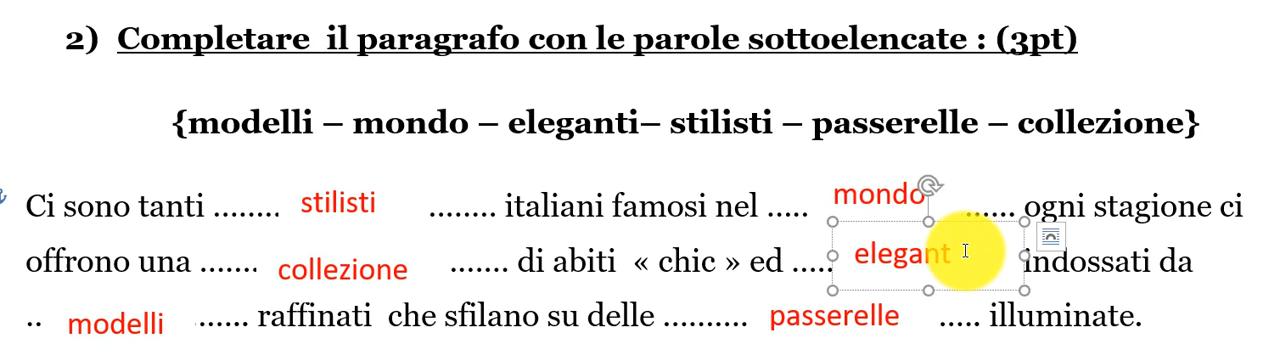 2) Completare il paragrafo con le parole sottoelencate : (3pt)
{modelli – mondo – eleganti– stilisti – passerelle – collezione}
Ci sono tanti ........ stilisti ........ italiani famosi nel ..... mondo ...... ogni stagione ci
offrono una ....... collezione ....... di abiti « chic » ed ..... elegant indossati da
.. modelli ...... raffinati che sfilano su delle .......... passerelle ..... illuminate.